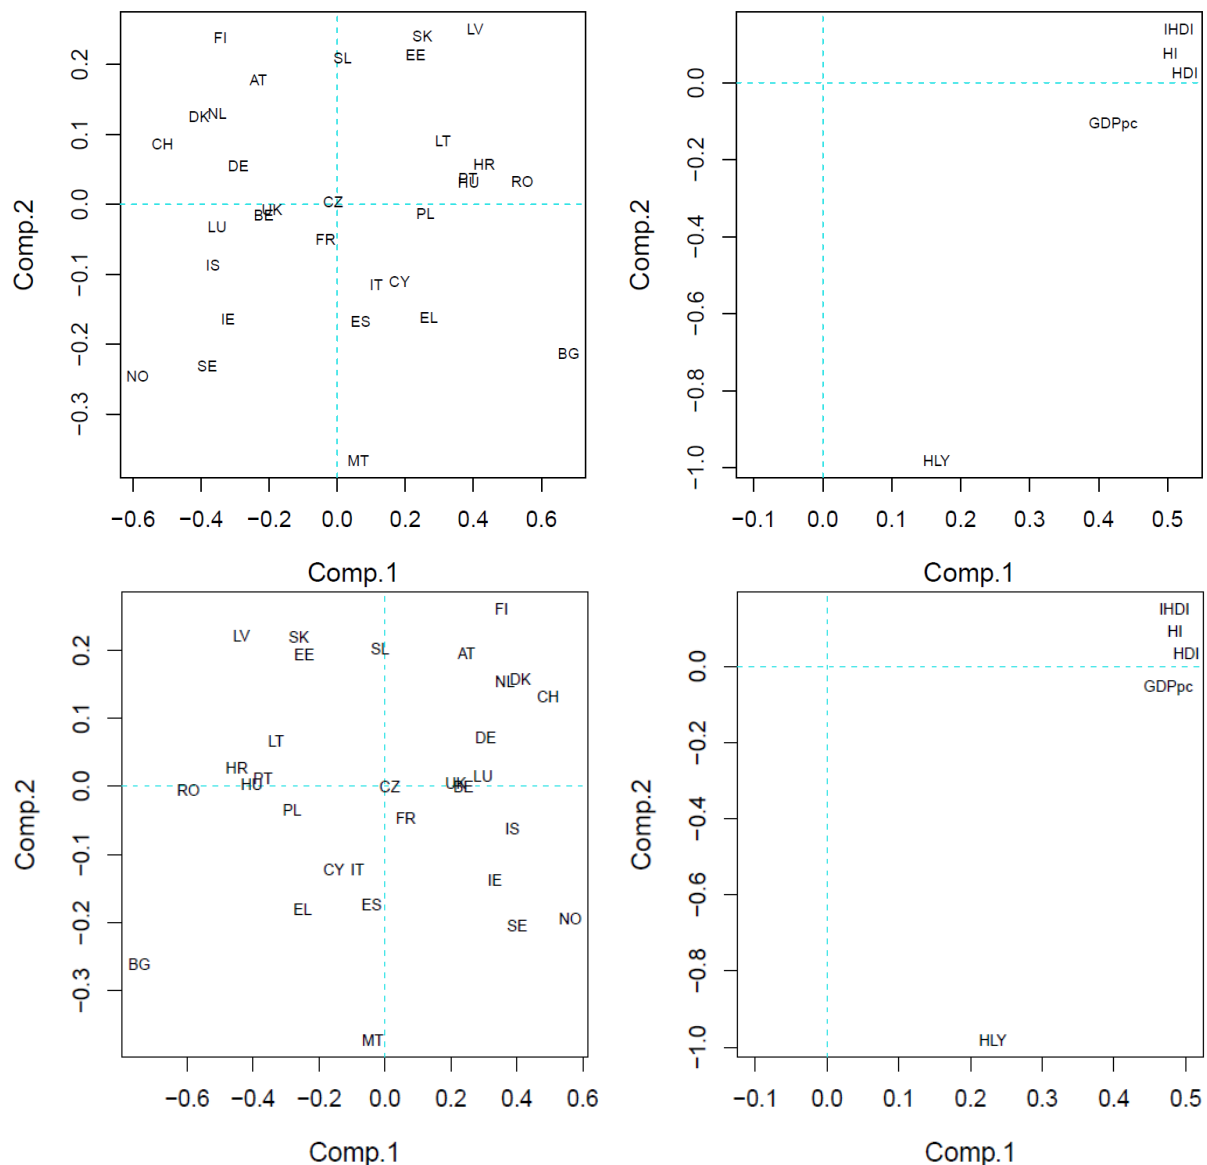 FI
SK
LV
SL
EE
AT
DK
NL
CH
LT
DE
HR
PT
HU
RO
CZ
UK
BE
PL
LU
FR
IS
IT
CY
IE
ES
EL
SE
BG
NO
MT
0.2
0.1
0.0
−0.1
−0.2
−0.3
Comp.2
−0.6 −0.4 −0.2 0.0 0.2 0.4 0.6
Comp.1
IHDI
HI
HDI
GDPpc
HLY
0.0
−0.2
−0.4
−0.6
−0.8
−1.0
Comp.2
−0.1 0.0 0.1 0.2 0.3 0.4 0.5
Comp.1
FI
LV
SK
EE
SL
AT
NL
DK
CH
LT
DE
HR
PT
HU
RO
LU
UK
BE
CZ
PL
FR
IS
CY
IT
IE
EL
ES
SE
NO
BG
MT
0.2
0.1
0.0
−0.1
−0.2
−0.3
Comp.2
−0.6 −0.4 −0.2 0.0 0.2 0.4 0.6
Comp.1
IHDI
HI
HDI
GDPpc
HLY
0.0
−0.2
−0.4
−0.6
−0.8
−1.0
Comp.2
−0.1 0.0 0.1 0.2 0.3 0.4 0.5
Comp.1